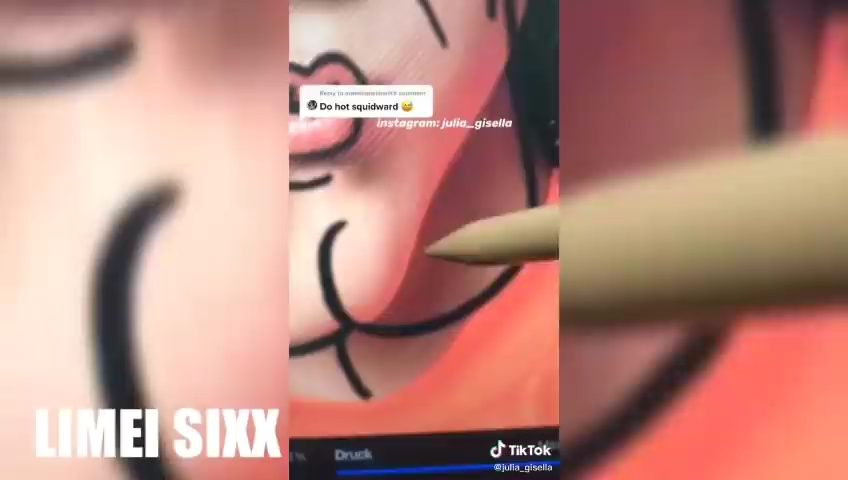 Do hot squidward 😅
instagram: julia_gisella
LIMEI SIXX
Druck
TikTok
@julia_gisella